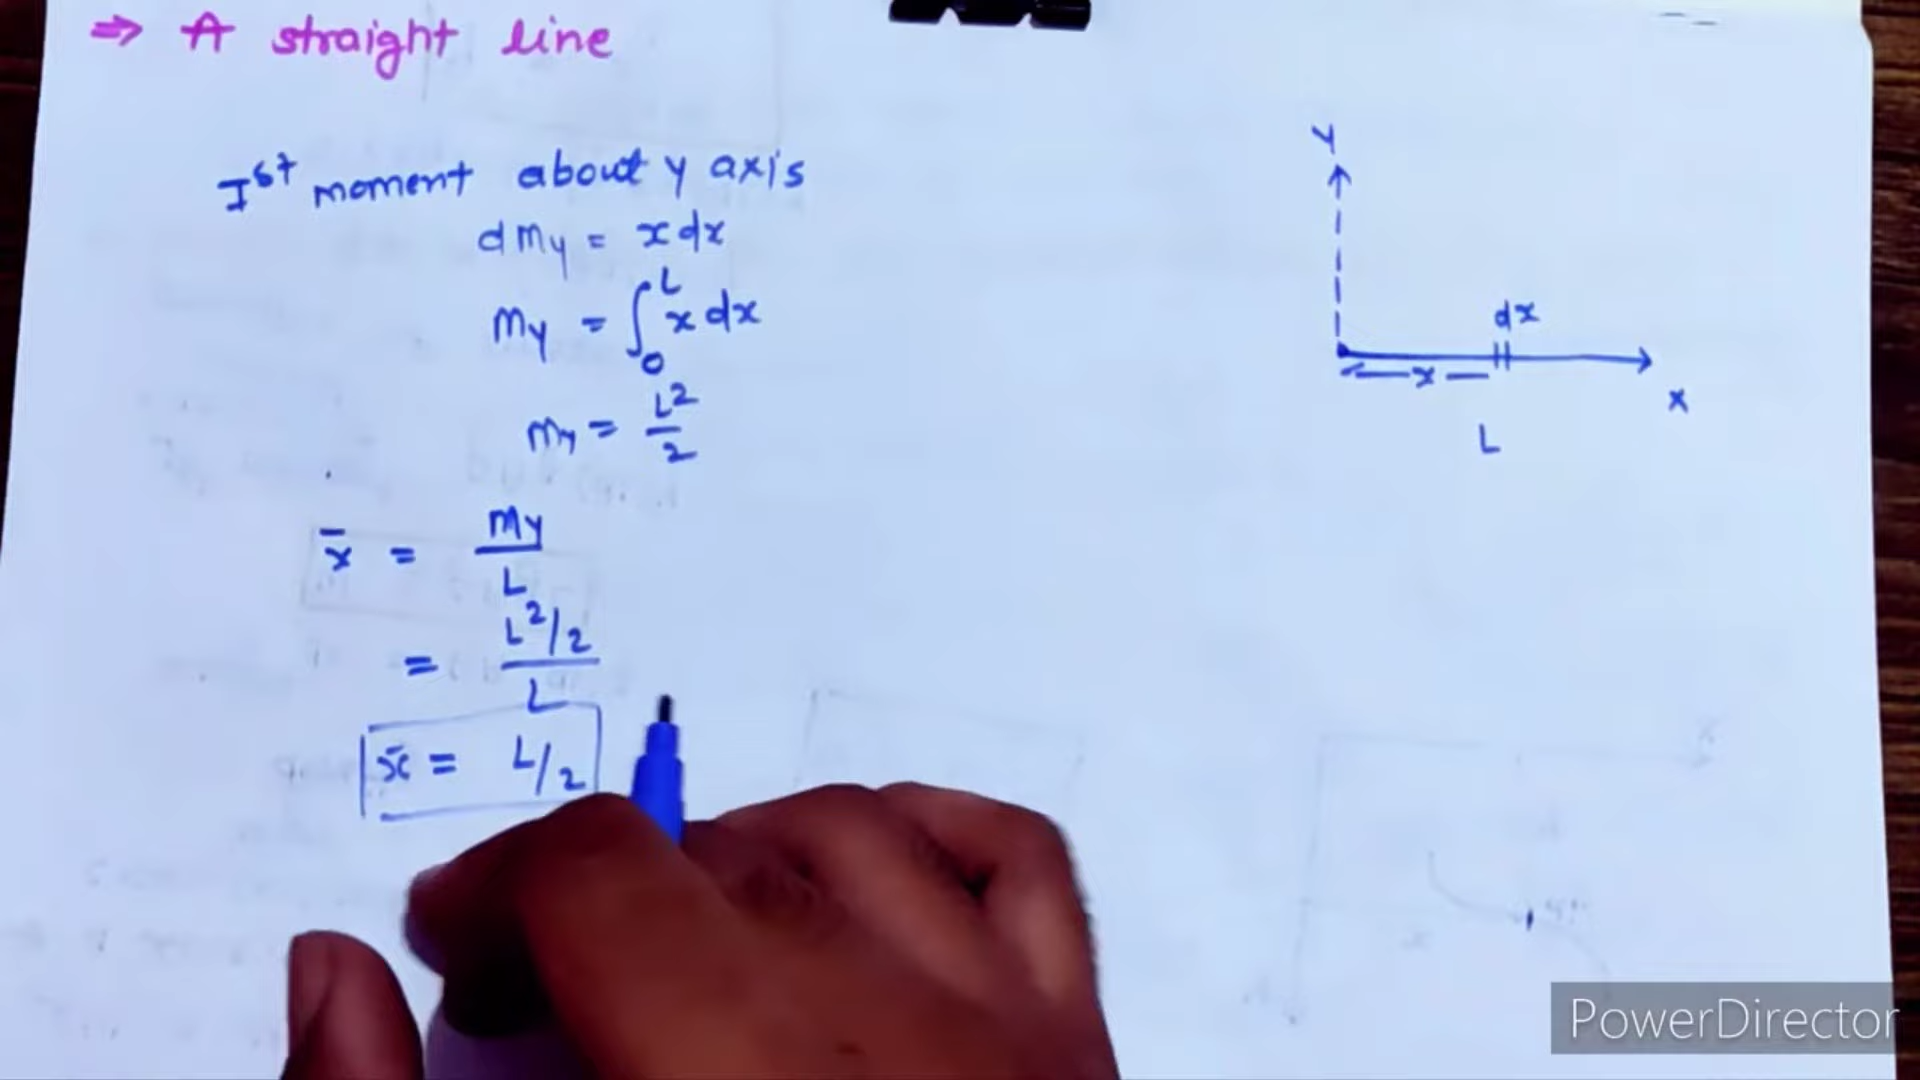 ⇒ A straight line
Ist moment about y axis
dMy = x dx
My = ∫₀ᴸ x dx
My = L²/2
x̄ = My/L
= L²/2 / L
x̄ = L/2
Y
dx
x
X
L
PowerDirector